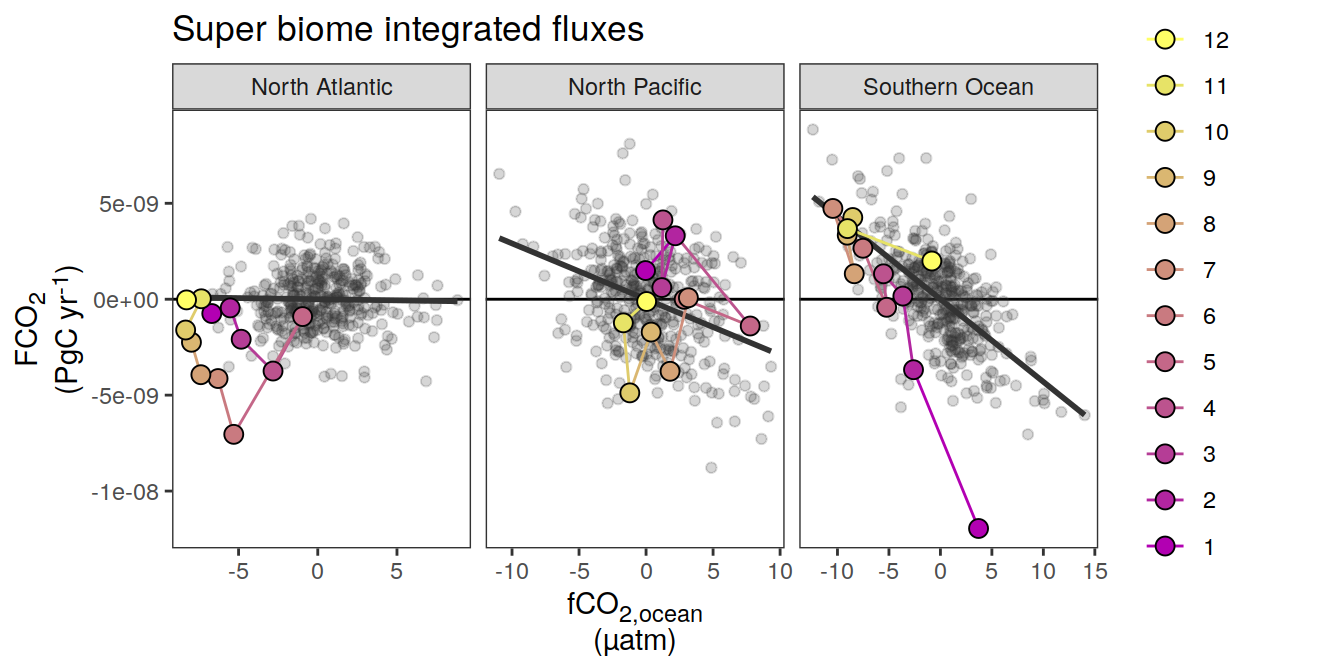 Super biome integrated fluxes
North Atlantic
North Pacific
Southern Ocean
FCO2
(PgC yr-1)
5e-09
0e+00
-5e-09
-1e-08
-5 0 5
-10 -5 0 5 10
-10 -5 0 5 10 15
fCO2,ocean
(µatm)
12
11
10
9
8
7
6
5
4
3
2
1